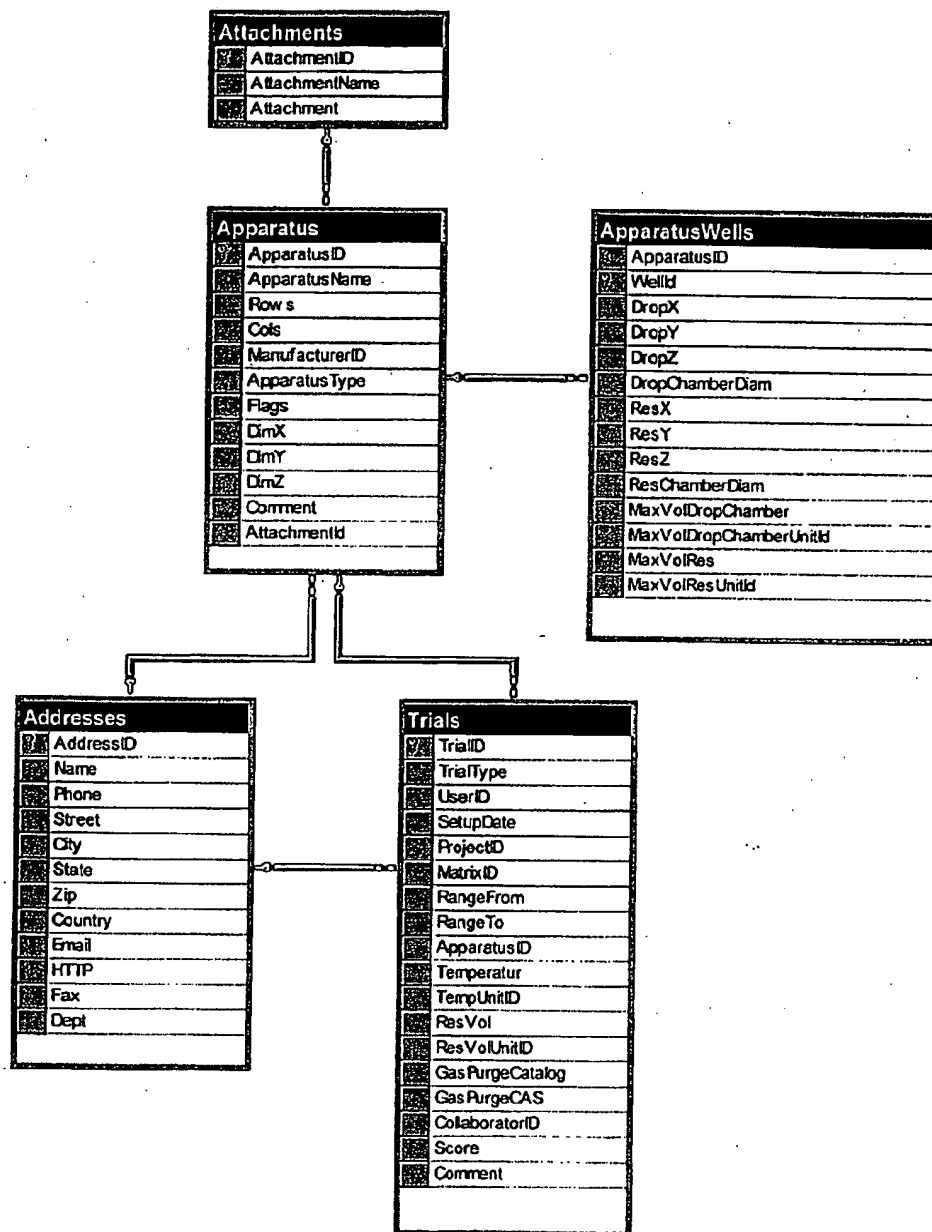 Attachments
AttachmentID
AttachmentName
Attachment
Apparatus
ApparatusID
ApparatusName
Rows
Cols
ManufacturerID
ApparatusType
Flags
DimX
DimY
DimZ
Comment
AttachmentId
ApparatusWells
ApparatusID
WellId
DropX
DropY
DropZ
DropChamberDiam
ResX
ResY
ResZ
ResChamberDiam
MaxVolDropChamber
MaxVolDropChamberUnitId
MaxVolRes
MaxVolResUnitId
Addresses
AddressID
Name
Phone
Street
City
State
Zip
Country
Email
HTTP
Fax
Dept
Trials
TrialID
TrialType
UserID
SetupDate
ProjectID
MatrixID
RangeFrom
RangeTo
ApparatusID
Temperatur
TempUnitID
ResVol
ResVolUnitID
GasPurgeCatalog
GasPurgeCAS
CollaboratorID
Score
Comment